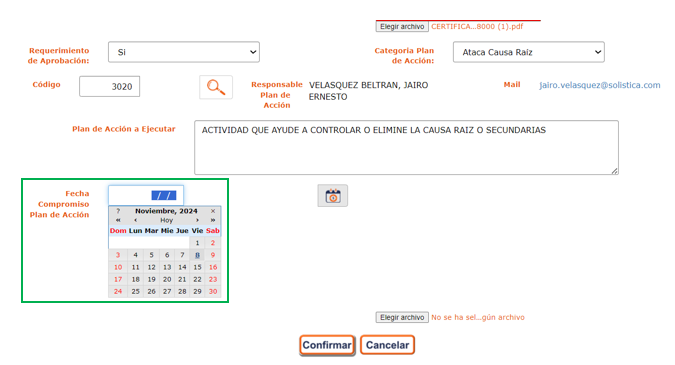 Elegir archivo CERTIFICA...8000 (1).pdf
Requerimiento de Aprobación: Si
Categoria Plan de Acción: Ataca Causa Raíz
Código 3020
Responsable Plan de Acción VELASQUEZ BELTRAN, JAIRO ERNESTO
Mail jairo.velasquez@solistica.com
Plan de Acción a Ejecutar ACTIVIDAD QUE AYUDE A CONTROLAR O ELIMINE LA CAUSA RAIZ O SECUNDARIAS
Fecha Compromiso Plan de Acción / /
? Noviembre, 2024 ×
« ‹ Hoy › »
Dom Lun Mar Mie Jue Vie Sab
1 2
3 4 5 6 7 8 9
10 11 12 13 14 15 16
17 18 19 20 21 22 23
24 25 26 27 28 29 30
Elegir archivo No se ha sel...gún archivo
Confirmar Cancelar